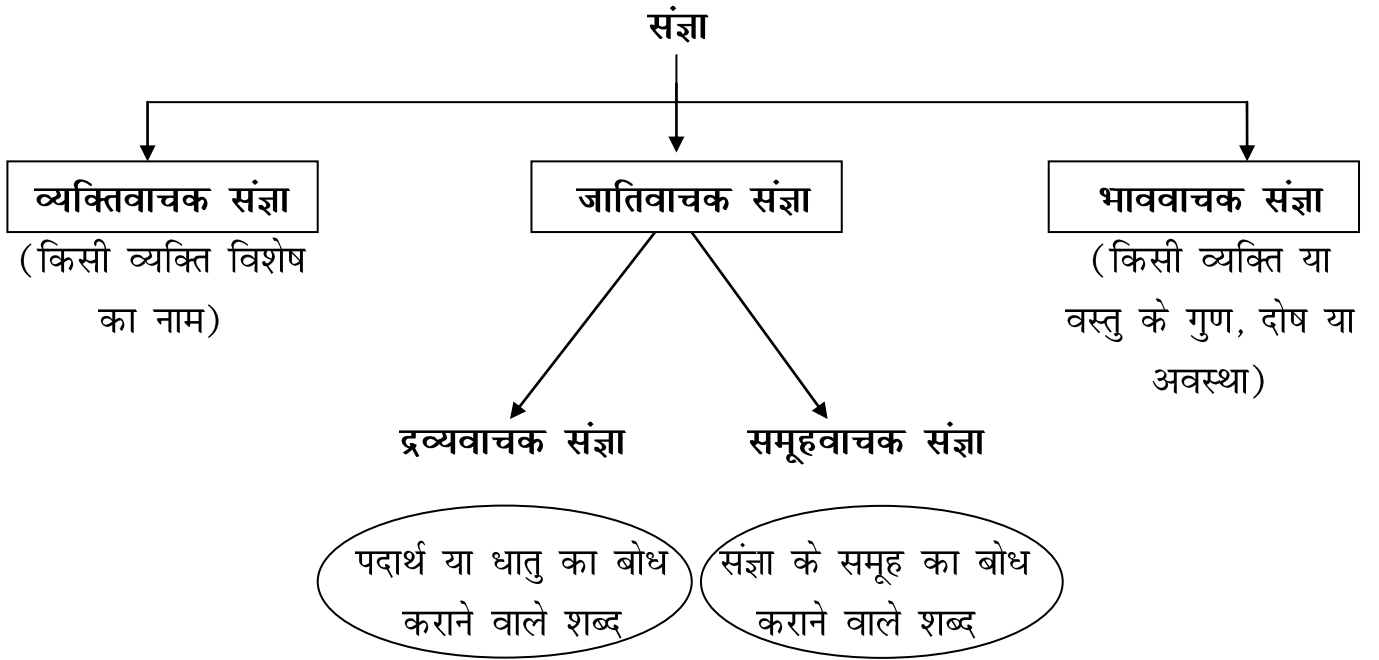 संज्ञा
व्यक्तिवाचक संज्ञा
(किसी व्यक्ति विशेष
का नाम)
जातिवाचक संज्ञा
भाववाचक संज्ञा
(किसी व्यक्ति या
वस्तु के गुण, दोष या
अवस्था)
द्रव्यवाचक संज्ञा
समूहवाचक संज्ञा
पदार्थ या धातु का बोध
कराने वाले शब्द
संज्ञा के समूह का बोध
कराने वाले शब्द